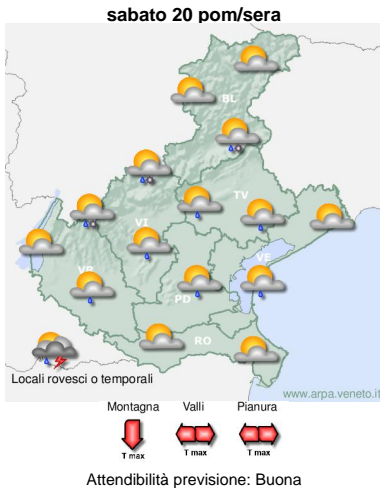 sabato 20 pom/sera
BL
TV
VI
VE
VR
PD
RO
Locali rovesci o temporali
www.arpa.veneto.it
Montagna Valli Pianura
T max T max T max
Attendibilità previsione: Buona